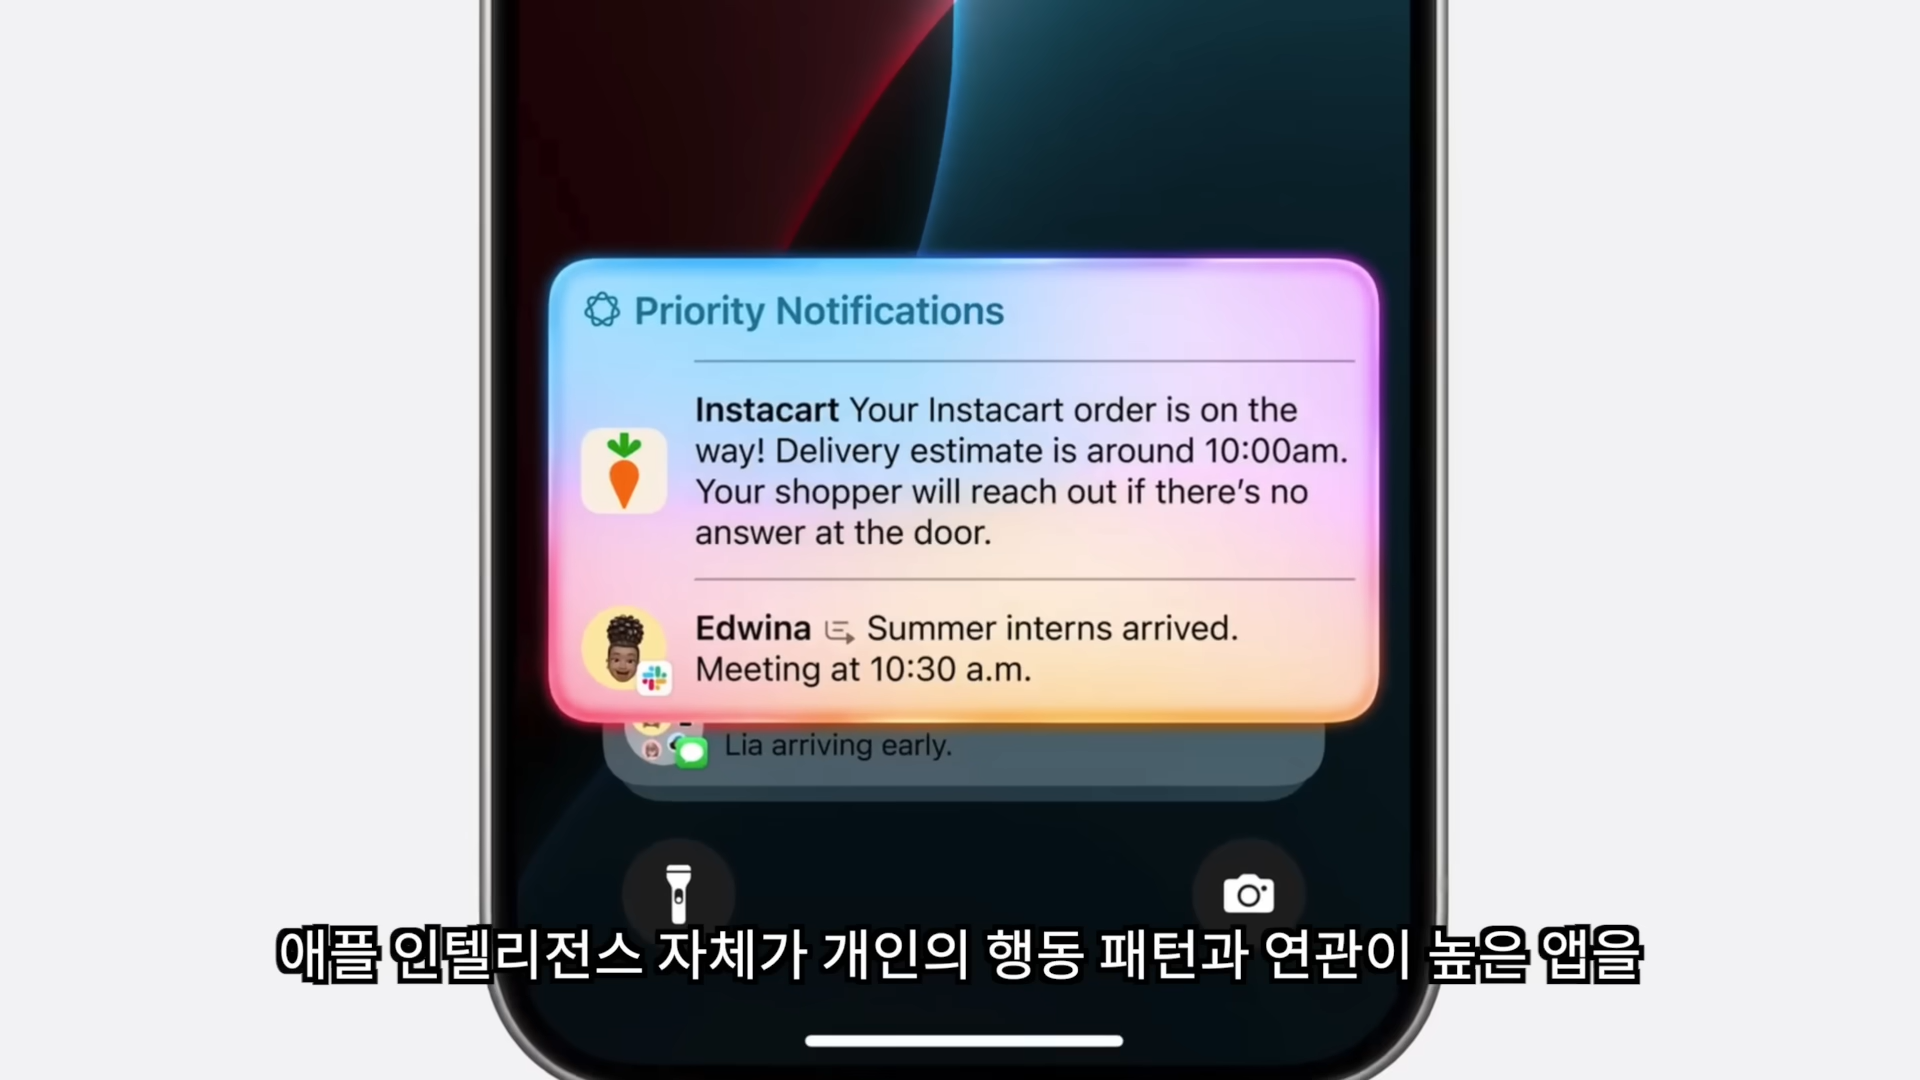 Priority Notifications
Instacart Your Instacart order is on the
way! Delivery estimate is around 10:00am.
Your shopper will reach out if there’s no
answer at the door.
Edwina Summer interns arrived.
Meeting at 10:30 a.m.
Lia arriving early.
애플 인텔리전스 자체가 개인의 행동 패턴과 연관이 높은 앱을